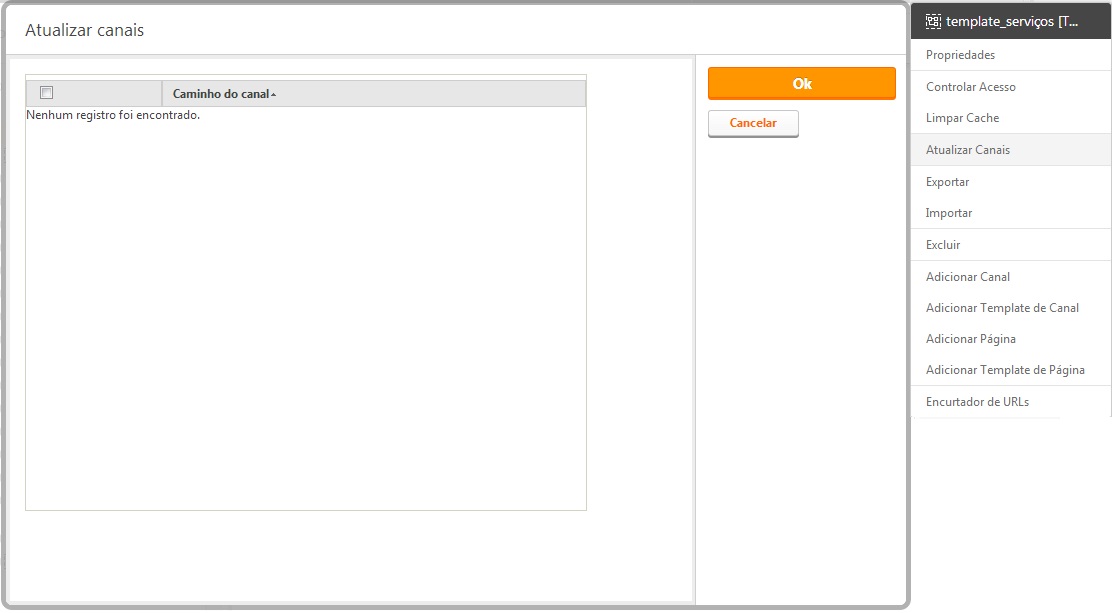 Atualizar canais
Caminho do canal
Nenhum registro foi encontrado.
Ok
Cancelar
template_serviços [T...
Propriedades
Controlar Acesso
Limpar Cache
Atualizar Canais
Exportar
Importar
Excluir
Adicionar Canal
Adicionar Template de Canal
Adicionar Página
Adicionar Template de Página
Encurtador de URLs